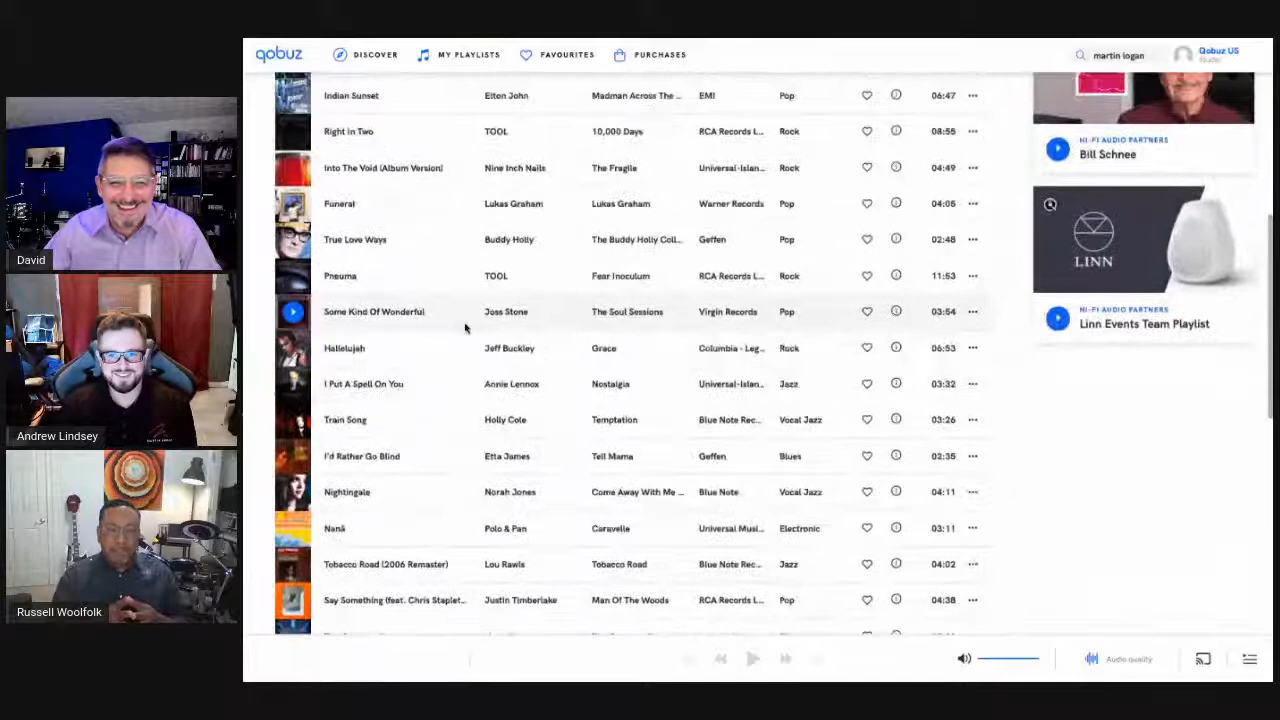 David
Andrew Lindsey
Russell Woolfolk
qobuz DISCOVER MY PLAYLISTS FAVOURITES PURCHASES martin logan Qobuz US
Studio
Indian Sunset Elton John Madman Across The ... EMI Pop 06:47 •••
Right In Two TOOL 10,000 Days RCA Records L... Rock 08:55 •••
Into The Void (Album Version) Nine Inch Nails The Fragile Universal-Islan... Rock 04:49 •••
Funeral Lukas Graham Lukas Graham Warner Records Pop 04:05 •••
True Love Ways Buddy Holly The Buddy Holly Coll... Geffen Pop 02:48 •••
Pneuma TOOL Fear Inoculum RCA Records L... Rock 11:53 •••
Some Kind Of Wonderful Joss Stone The Soul Sessions Virgin Records Pop 03:54 •••
Hallelujah Jeff Buckley Grace Columbia - Leg... Rock 06:53 •••
I Put A Spell On You Annie Lennox Nostalgia Universal-Islan... Jazz 03:32 •••
Train Song Holly Cole Temptation Blue Note Rec... Vocal Jazz 03:26 •••
I'd Rather Go Blind Etta James Tell Mama Geffen Blues 02:35 •••
Nightingale Norah Jones Come Away With Me ... Blue Note Vocal Jazz 04:11 •••
Nanã Polo & Pan Caravelle Universal Musi... Electronic 03:11 •••
Tobacco Road (2006 Remaster) Lou Rawls Tobacco Road Blue Note Rec... Jazz 04:02 •••
Say Something (feat. Chris Staplet... Justin Timberlake Man Of The Woods RCA Records L... Pop 04:38 •••
HI-FI AUDIO PARTNERS
Bill Schnee
LINN
HI-FI AUDIO PARTNERS
Linn Events Team Playlist
Audio quality